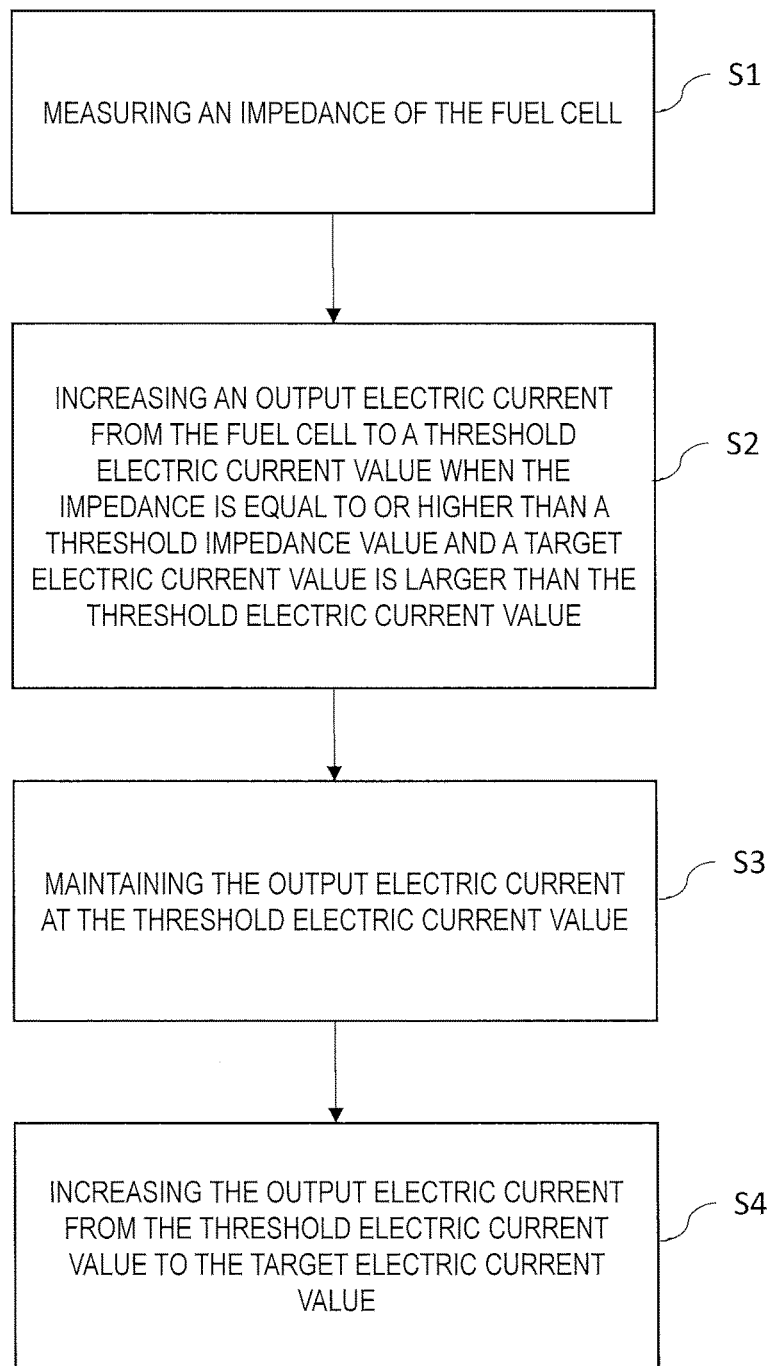 MEASURING AN IMPEDANCE OF THE FUEL CELL
S1
INCREASING AN OUTPUT ELECTRIC CURRENT
FROM THE FUEL CELL TO A THRESHOLD
ELECTRIC CURRENT VALUE WHEN THE
IMPEDANCE IS EQUAL TO OR HIGHER THAN A
THRESHOLD IMPEDANCE VALUE AND A TARGET
ELECTRIC CURRENT VALUE IS LARGER THAN THE
THRESHOLD ELECTRIC CURRENT VALUE
S2
MAINTAINING THE OUTPUT ELECTRIC CURRENT
AT THE THRESHOLD ELECTRIC CURRENT VALUE
S3
INCREASING THE OUTPUT ELECTRIC CURRENT
FROM THE THRESHOLD ELECTRIC CURRENT
VALUE TO THE TARGET ELECTRIC CURRENT
VALUE
S4